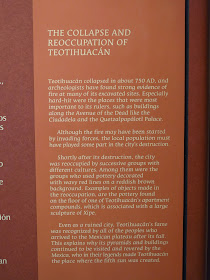 THE COLLAPSE AND
REOCCUPATION OF
TEOTIHUACÁN
Teotihuacán collapsed in about 750 AD, and
archeologists have found strong evidence of
fire at many of its excavated sites. Especially
hard-hit were the places that were most
important to its rulers, such as buildings
along the Avenue of the Dead like the
Ciudadela and the Quetzalpapálotl Palace.
Although the fire may have been started
by invading forces, the local population must
have played some part in the city's destruction.
Shortly after its destruction, the city
was reoccupied by successive groups with
different cultures. Among them were the
groups who used pottery decorated
with wavy red lines on a reddish brown
background. Examples of objects made in
the reoccupation, are the pottery found
on the floor of one of Teotihuacán's apartment
compounds, which is associated with a large
sculpture of Xipe.
Even as a ruined city, Teotihuacán's fame
was recognized by all of the peoples who
arrived to the Mexican plateau after its fall.
This explains why its pyramids and buildings
continued to be visited and revered by the
Mexica, who in their legends made Teotihuacán
the place where the fifth sun was created.
os
os
ción
n